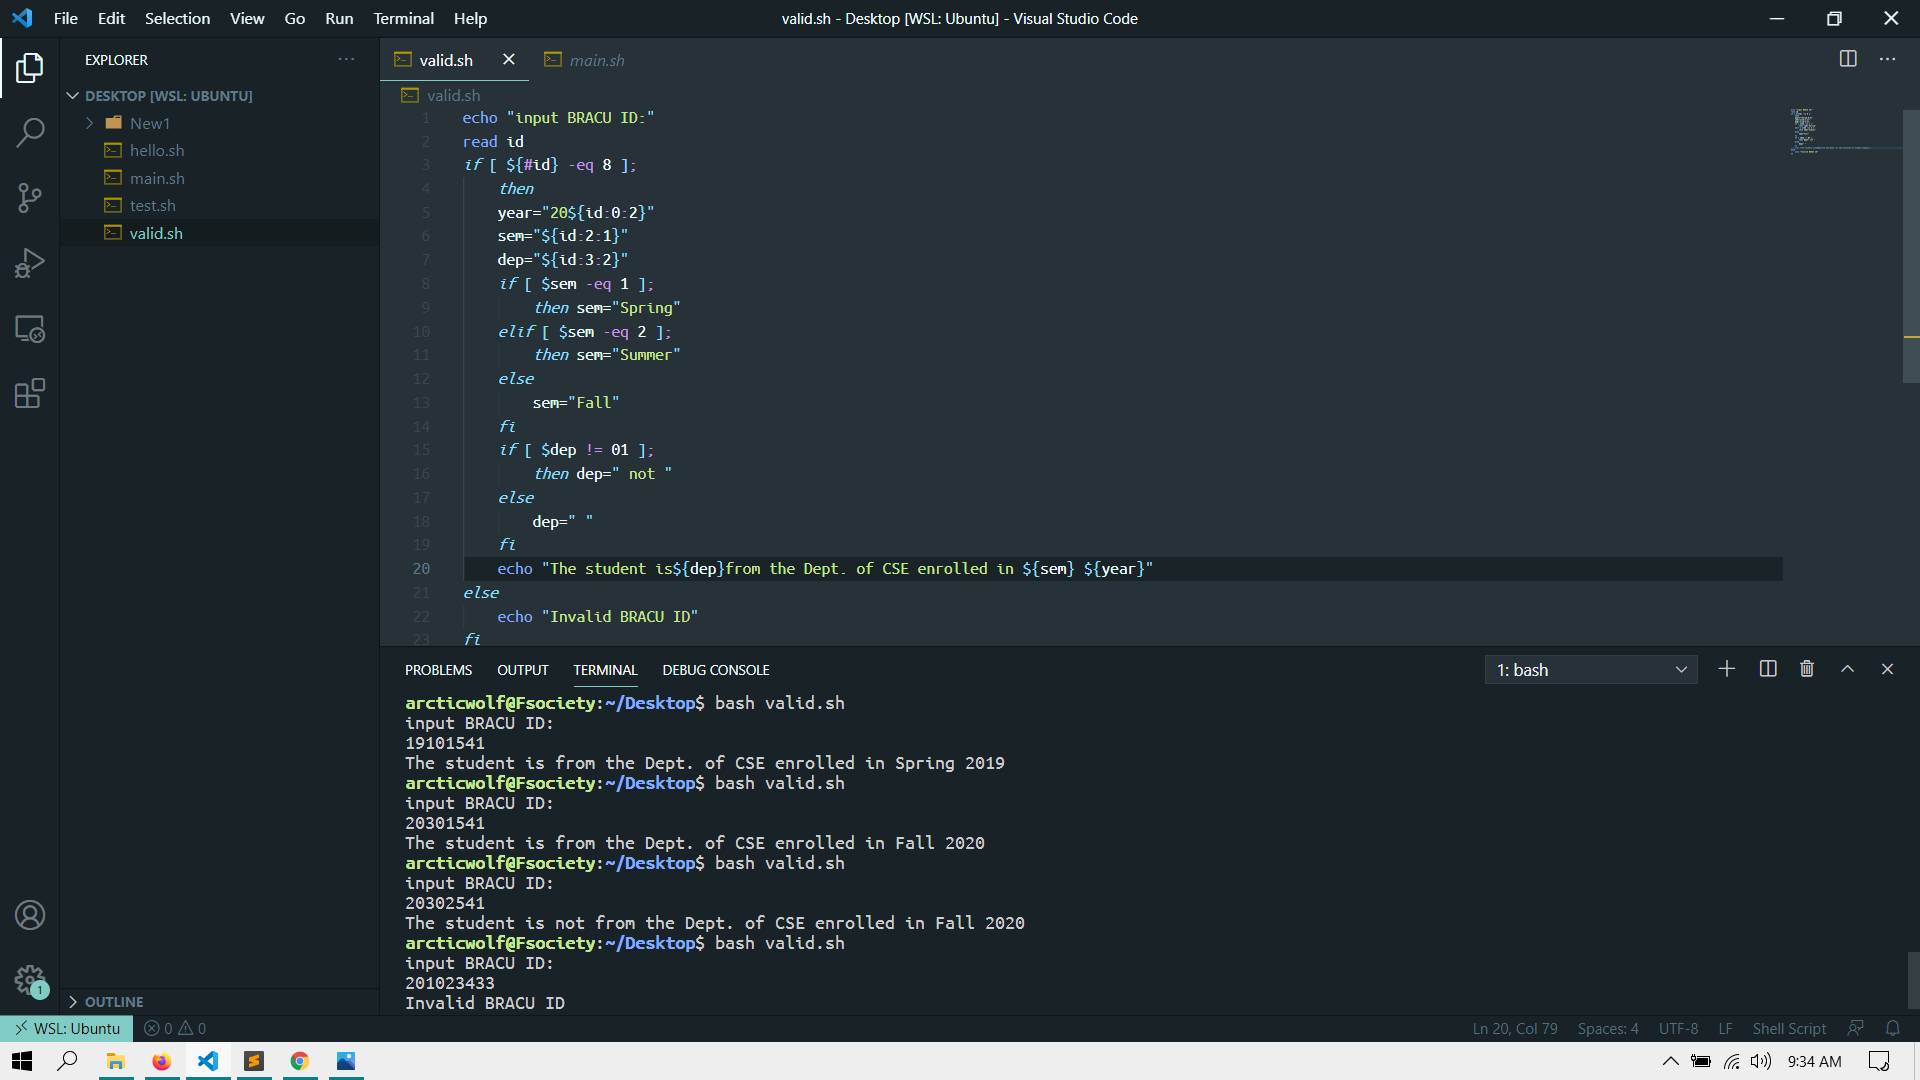 File Edit Selection View Go Run Terminal Help
valid.sh - Desktop [WSL: Ubuntu] - Visual Studio Code
EXPLORER
DESKTOP [WSL: UBUNTU]
New1
hello.sh
main.sh
test.sh
valid.sh
OUTLINE
valid.sh main.sh
valid.sh
1 echo "input BRACU ID:"
2 read id
3 if [ ${#id} -eq 8 ];
4 then
5 year="20${id:0:2}"
6 sem="${id:2:1}"
7 dep="${id:3:2}"
8 if [ $sem -eq 1 ];
9 then sem="Spring"
10 elif [ $sem -eq 2 ];
11 then sem="Summer"
12 else
13 sem="Fall"
14 fi
15 if [ $dep != 01 ];
16 then dep=" not "
17 else
18 dep=" "
19 fi
20 echo "The student is${dep}from the Dept. of CSE enrolled in ${sem} ${year}"
21 else
22 echo "Invalid BRACU ID"
23 fi
PROBLEMS OUTPUT TERMINAL DEBUG CONSOLE
1: bash
arcticwolf@Fsociety:~/Desktop$ bash valid.sh
input BRACU ID:
19101541
The student is from the Dept. of CSE enrolled in Spring 2019
arcticwolf@Fsociety:~/Desktop$ bash valid.sh
input BRACU ID:
20301541
The student is from the Dept. of CSE enrolled in Fall 2020
arcticwolf@Fsociety:~/Desktop$ bash valid.sh
input BRACU ID:
20302541
The student is not from the Dept. of CSE enrolled in Fall 2020
arcticwolf@Fsociety:~/Desktop$ bash valid.sh
input BRACU ID:
201023433
Invalid BRACU ID
1
WSL: Ubuntu 0 0
Ln 20, Col 79 Spaces: 4 UTF-8 LF Shell Script
9:34 AM